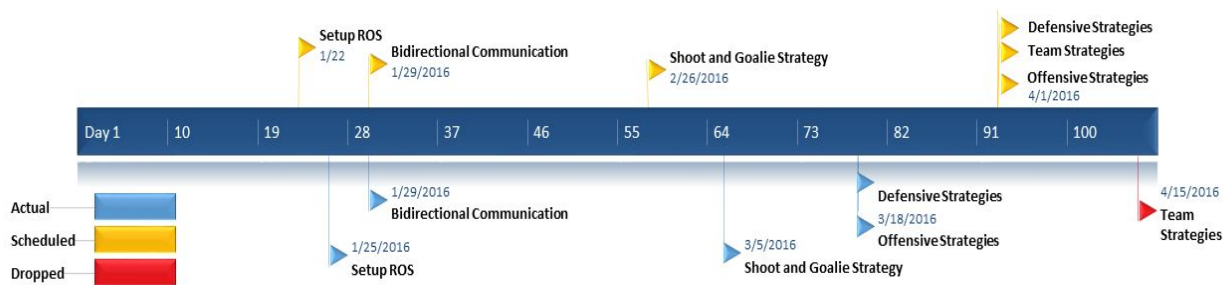 Setup ROS
1/22
Bidirectional Communication
1/29/2016
Shoot and Goalie Strategy
2/26/2016
Defensive Strategies
Team Strategies
Offensive Strategies
4/1/2016
Day 1 10 19 28 37 46 55 64 73 82 91 100
Actual
Scheduled
Dropped
1/29/2016
Bidirectional Communication
1/25/2016
Setup ROS
3/5/2016
Shoot and Goalie Strategy
Defensive Strategies
3/18/2016
Offensive Strategies
4/15/2016
Team
Strategies